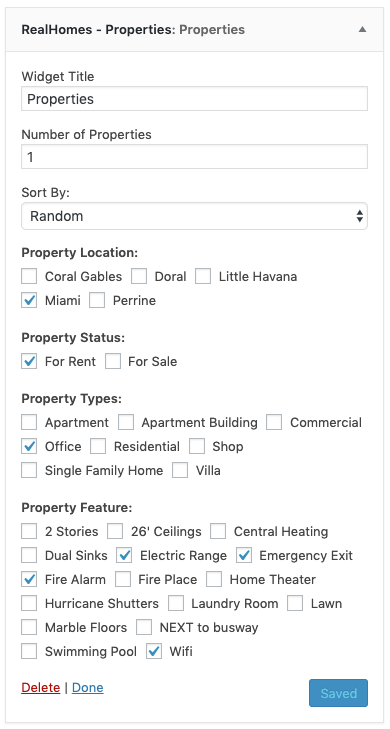 RealHomes - Properties: Properties
Widget Title
Properties
Number of Properties
1
Sort By:
Random
Property Location:
Coral Gables Doral Little Havana
Miami Perrine
Property Status:
For Rent For Sale
Property Types:
Apartment Apartment Building Commercial
Office Residential Shop
Single Family Home Villa
Property Feature:
2 Stories 26' Ceilings Central Heating
Dual Sinks Electric Range Emergency Exit
Fire Alarm Fire Place Home Theater
Hurricane Shutters Laundry Room Lawn
Marble Floors NEXT to busway
Swimming Pool Wifi
Delete | Done Saved